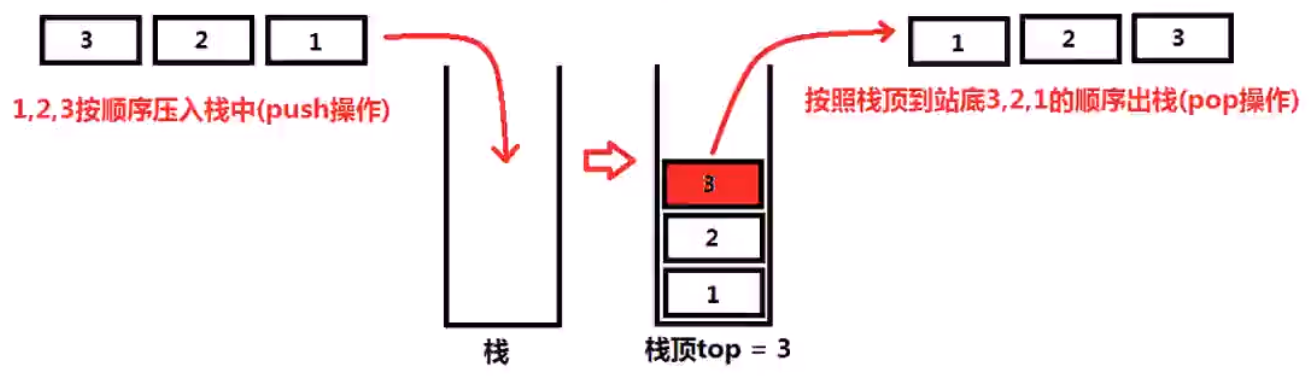 3 2 1
1,2,3按顺序压入栈中(push操作)
栈
3
2
1
栈顶top = 3
1 2 3
按照栈顶到站底3,2,1的顺序出栈(pop操作)